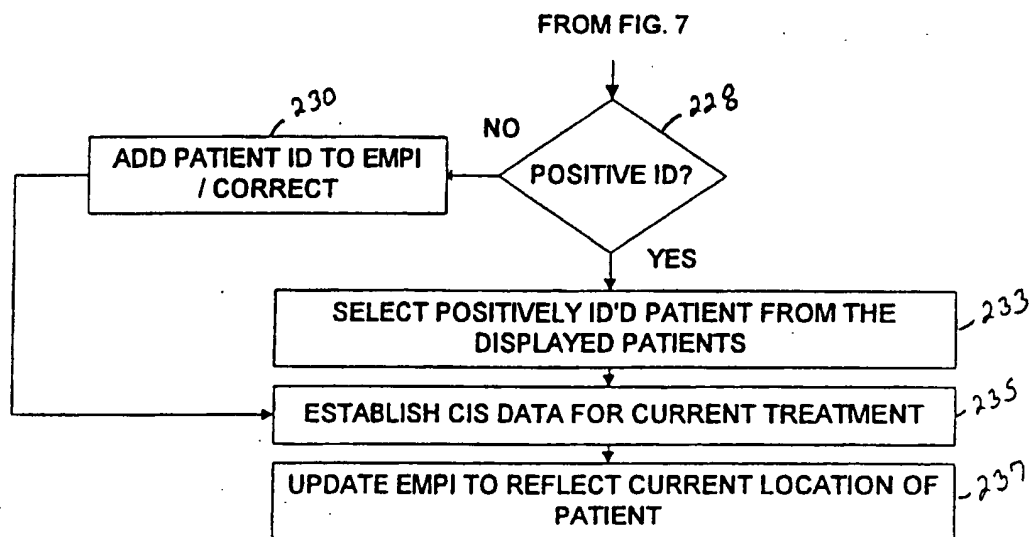 FROM FIG. 7
228
NO
POSITIVE ID?
230
ADD PATIENT ID TO EMPI
/ CORRECT
YES
SELECT POSITIVELY ID'D PATIENT FROM THE
DISPLAYED PATIENTS
233
ESTABLISH CIS DATA FOR CURRENT TREATMENT
235
UPDATE EMPI TO REFLECT CURRENT LOCATION OF
PATIENT
237